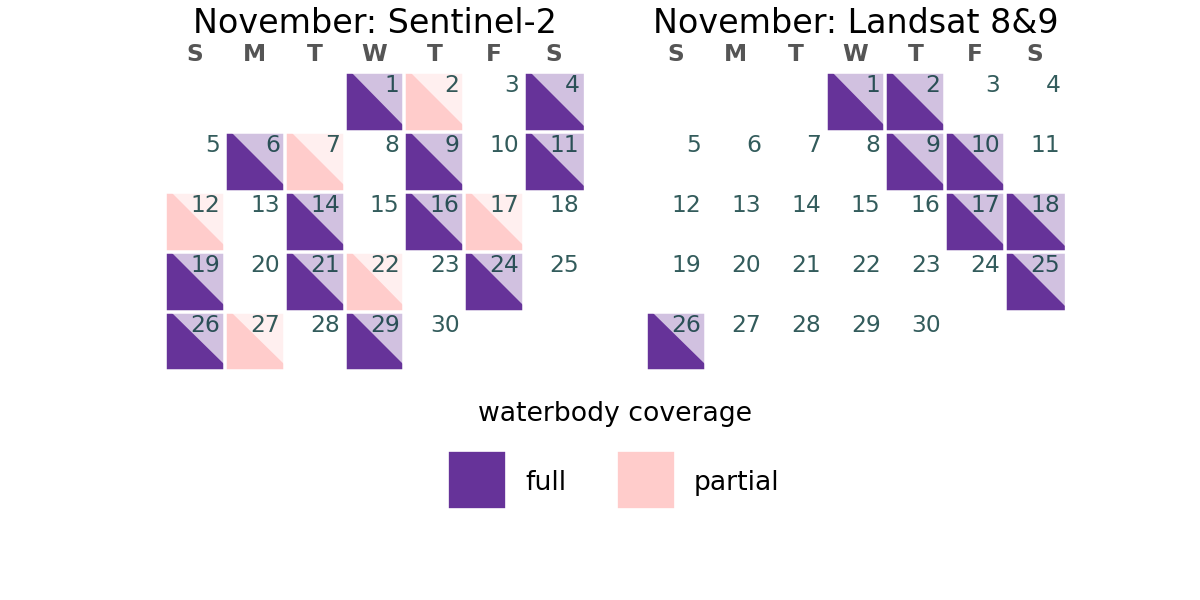 November: Sentinel-2
S M T W T F S
1 2 3 4
5 6 7 8 9 10 11
12 13 14 15 16 17 18
19 20 21 22 23 24 25
26 27 28 29 30
November: Landsat 8&9
S M T W T F S
1 2 3 4
5 6 7 8 9 10 11
12 13 14 15 16 17 18
19 20 21 22 23 24 25
26 27 28 29 30
waterbody coverage
full partial